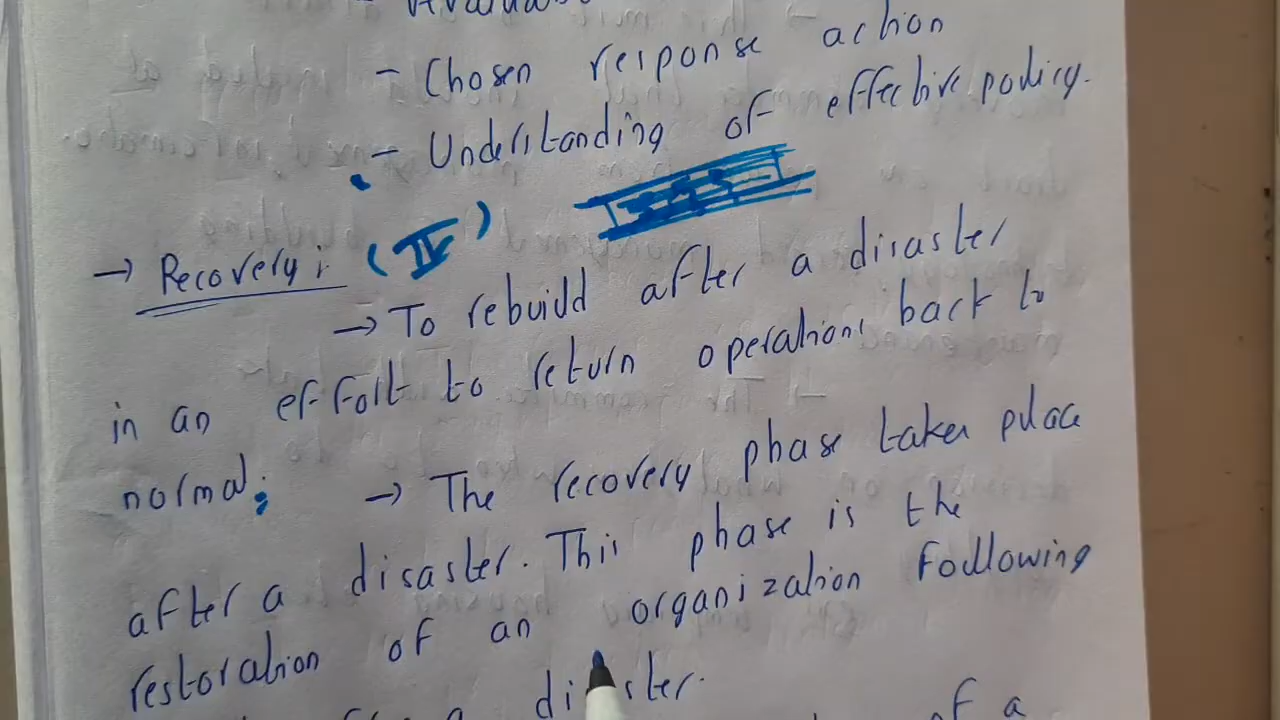 - Chosen response action
- Understanding of effective policy.
→ Recovery: (IV)
→ To rebuild after a disaster
in an effort to return operations back to
normal;
→ The recovery phase taken place
after a disaster. This phase is the
restoration of an organization following
disaster.
of a